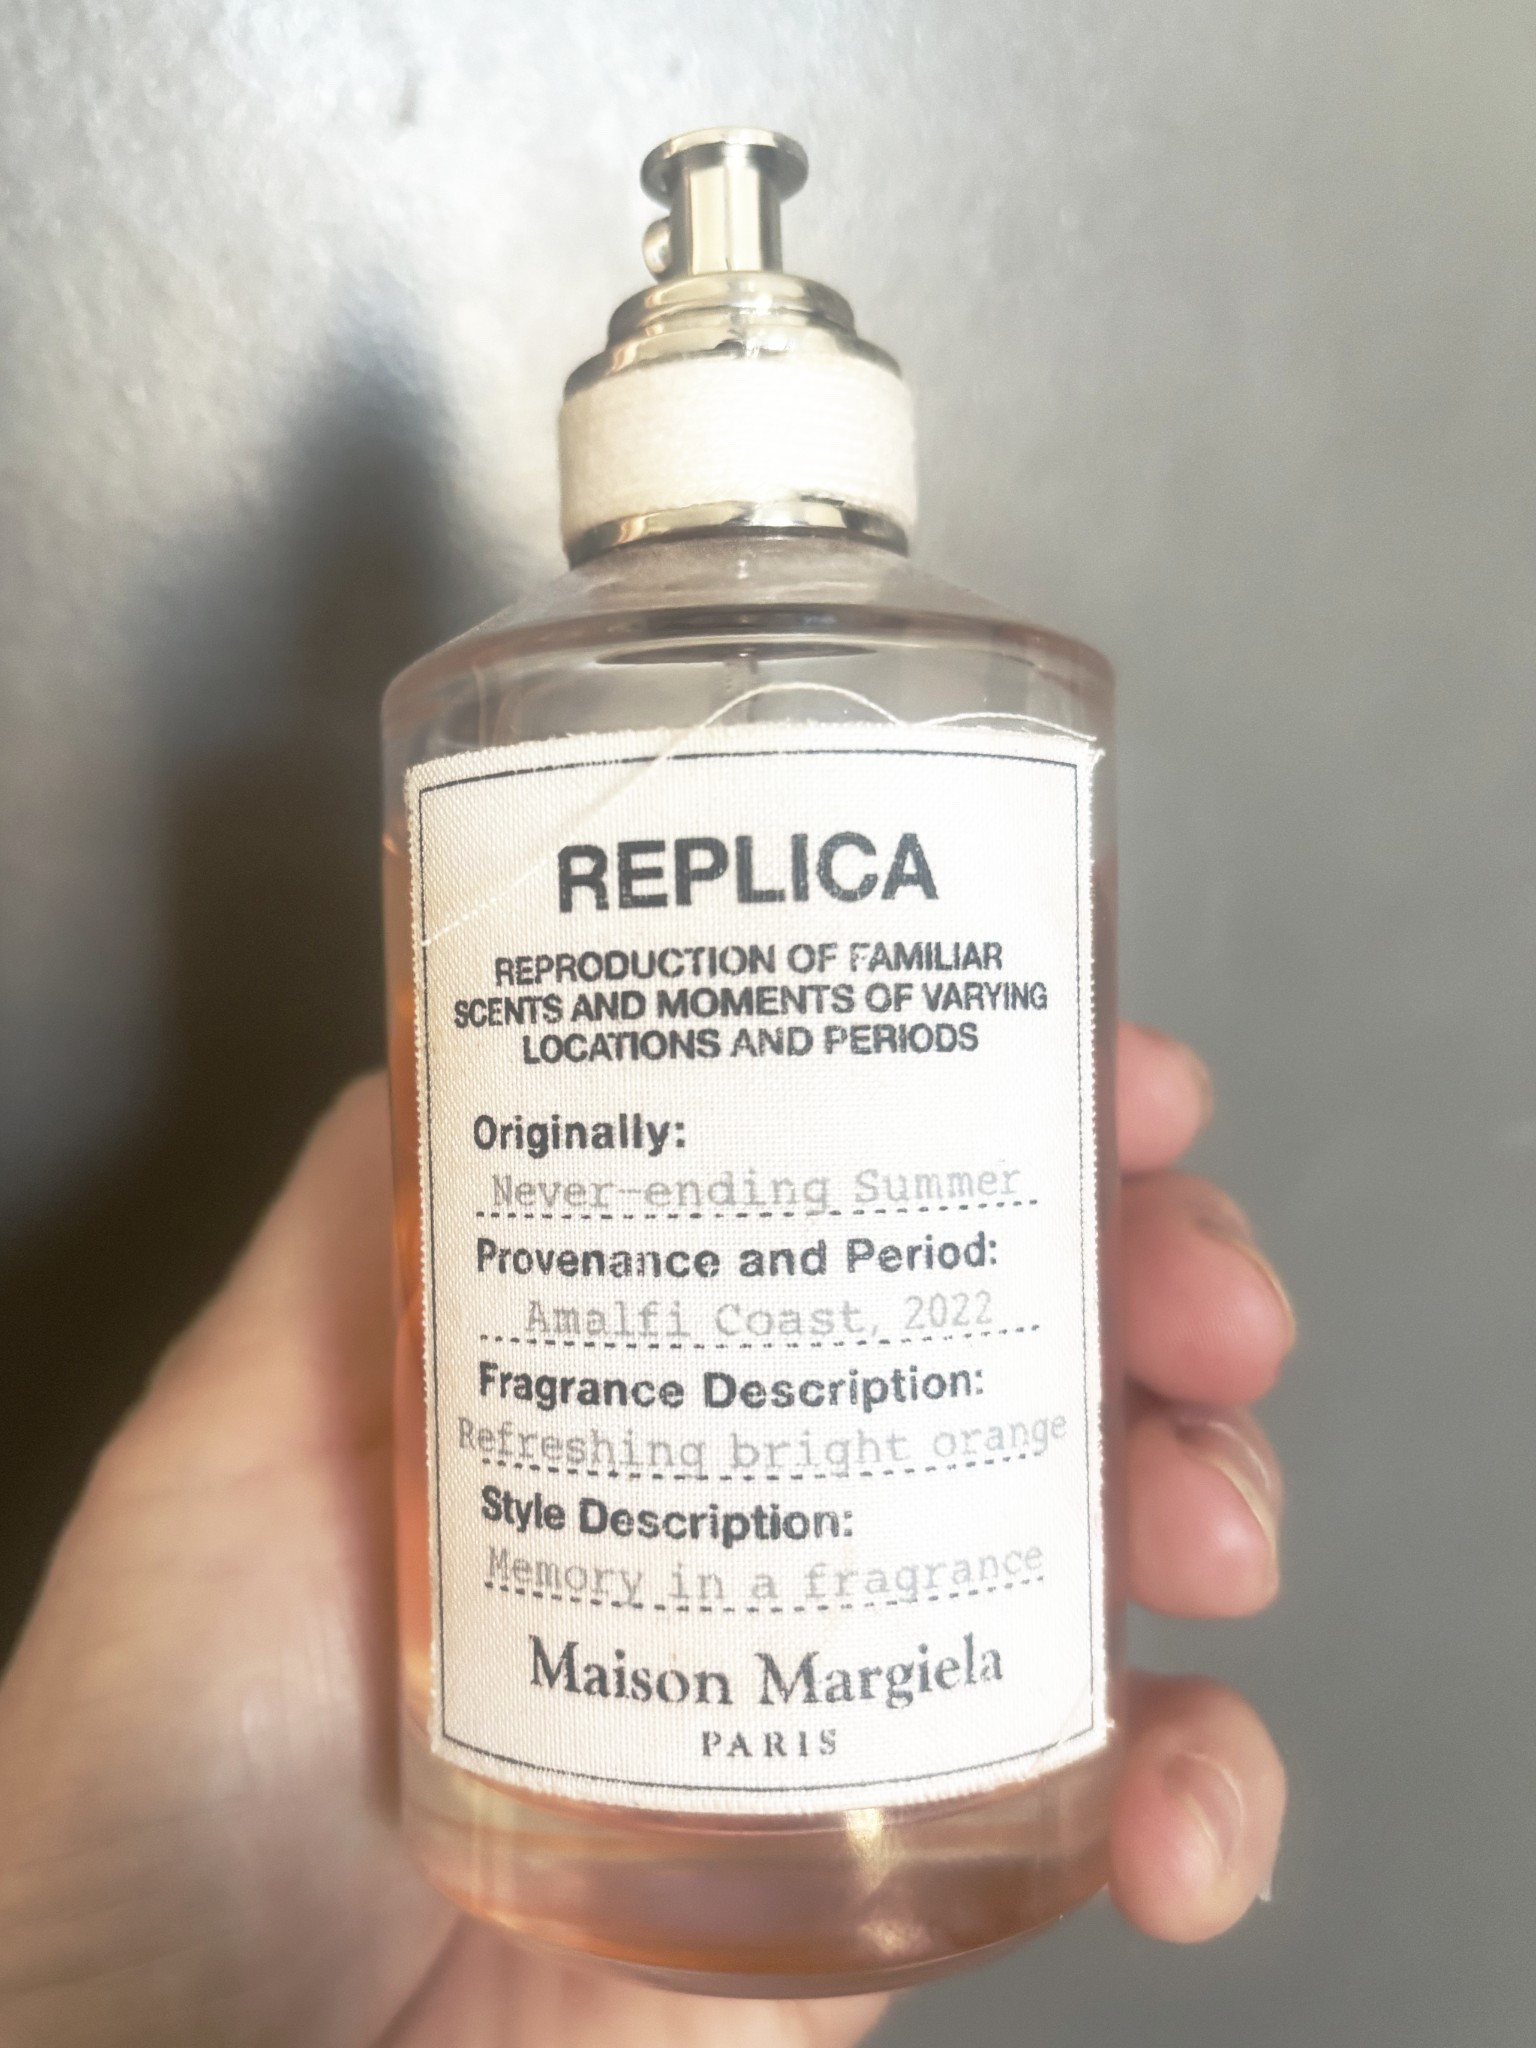 REPLICA
REPRODUCTION OF FAMILIAR
SCENTS AND MOMENTS OF VARYING
LOCATIONS AND PERIODS
Originally:
Never-ending Summer
Provenance and Period:
Amalfi Coast, 2022
Fragrance Description:
Refreshing bright orange
Style Description:
Memory in a fragrance
Maison Margiela
PARIS